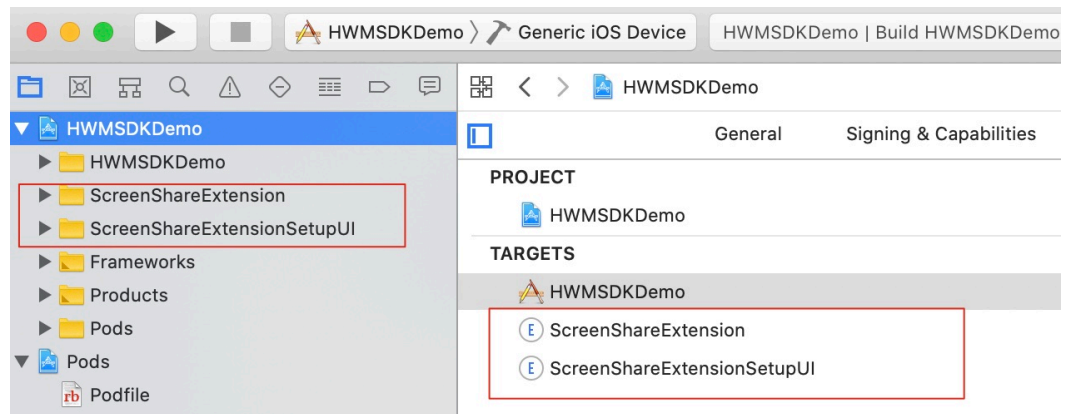 HWMSDKDemo Generic iOS Device HWMSDKDemo | Build HWMSDKDemo
HWMSDKDemo
General Signing & Capabilities
HWMSDKDemo
HWMSDKDemo
ScreenShareExtension
ScreenShareExtensionSetupUI
Frameworks
Products
Pods
Pods
rb Podfile
PROJECT
HWMSDKDemo
TARGETS
HWMSDKDemo
E ScreenShareExtension
E ScreenShareExtensionSetupUI